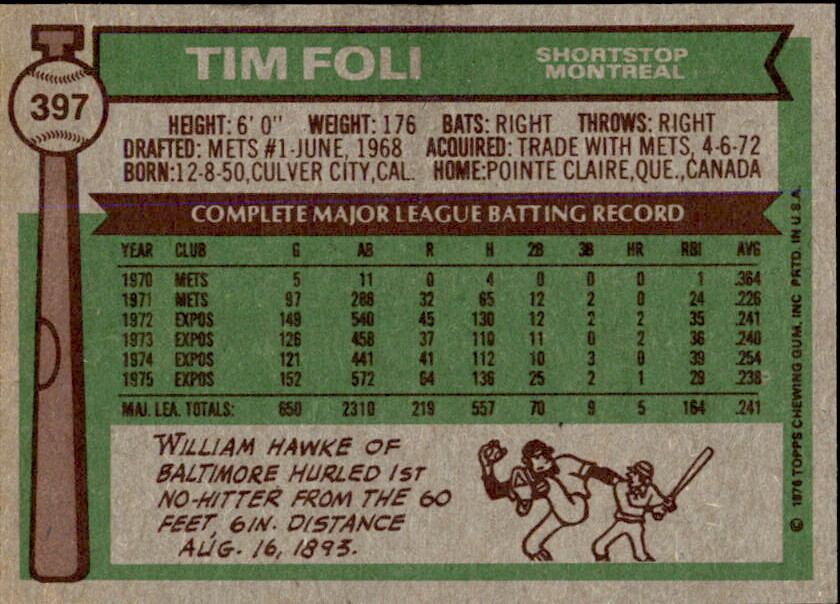 397
TIM FOLI
SHORTSTOP
MONTREAL
HEIGHT: 6' 0" WEIGHT: 176 BATS: RIGHT THROWS: RIGHT
DRAFTED: METS #1-JUNE, 1968 ACQUIRED: TRADE WITH METS, 4-6-72
BORN:12-8-50,CULVER CITY,CAL. HOME:POINTE CLAIRE,QUE.,CANADA
COMPLETE MAJOR LEAGUE BATTING RECORD
YEAR CLUB G AB R H 2B 3B HR RBI AVG
1970 METS 5 11 0 4 0 0 0 1 .364
1971 METS 97 288 32 65 12 2 0 24 .226
1972 EXPOS 149 540 45 130 12 2 2 35 .241
1973 EXPOS 126 458 37 110 11 0 2 36 .240
1974 EXPOS 121 441 41 112 10 3 0 39 .254
1975 EXPOS 152 572 64 136 25 2 1 29 .238
MAJ. LEA. TOTALS: 650 2310 219 557 70 9 5 164 .241
WILLIAM HAWKE OF
BALTIMORE HURLED 1ST
NO-HITTER FROM THE 60
FEET, 6IN. DISTANCE
AUG. 16, 1893.
© 1976 TOPPS CHEWING GUM, INC. PRTD. IN U.S.A.